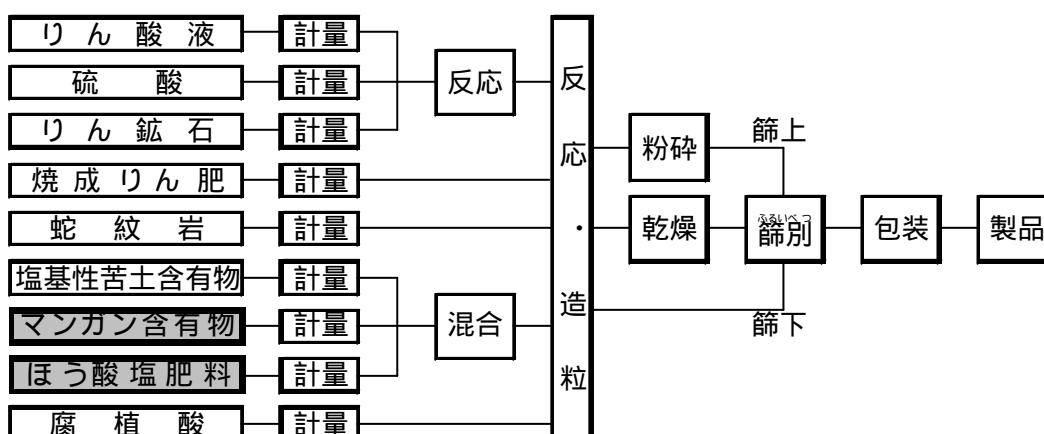 りん酸液 計量
硫酸 計量 反応
りん鉱石 計量
焼成りん肥 計量
蛇紋岩 計量
塩基性苦土含有物 計量
マンガン含有物 計量 混合
ほう酸塩肥料 計量
腐植酸 計量
反応・造粒
粉砕 篩上
乾燥 篩別 包装 製品
ふるいべつ
篩下